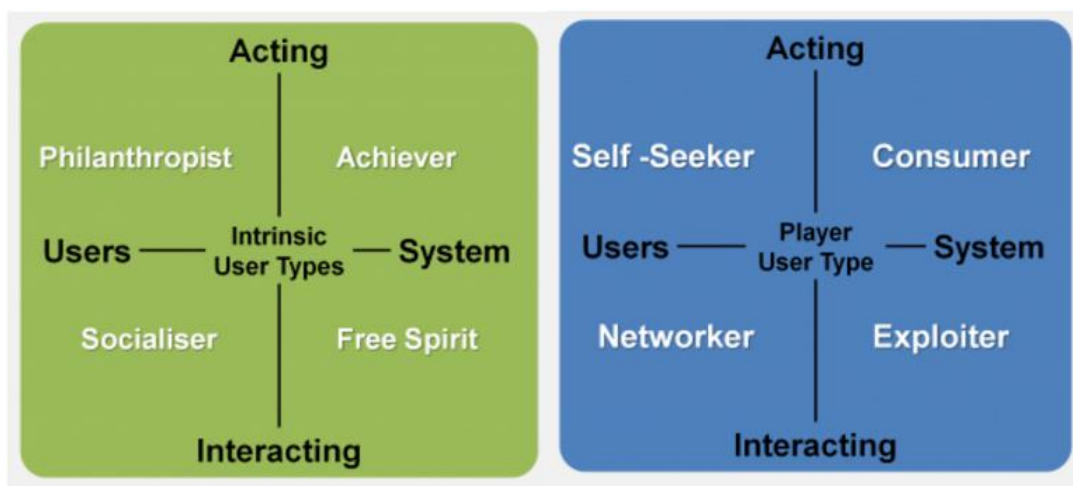 Acting
Philanthropist
Achiever
Users
Intrinsic
User Types
System
Socialiser
Free Spirit
Interacting
Acting
Self -Seeker
Consumer
Users
Player
User Type
System
Networker
Exploiter
Interacting